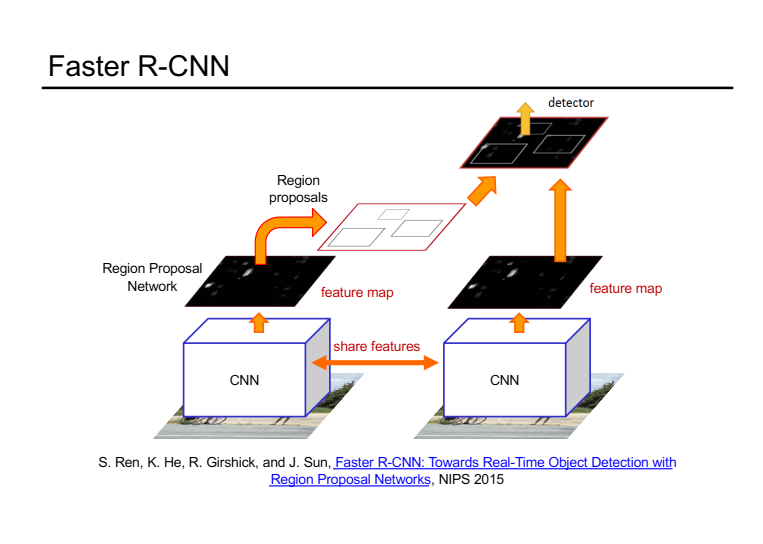 Faster R-CNN
detector
Region
proposals
Region Proposal
Network
feature map
feature map
share features
CNN
CNN
S. Ren, K. He, R. Girshick, and J. Sun, Faster R-CNN: Towards Real-Time Object Detection with
Region Proposal Networks, NIPS 2015